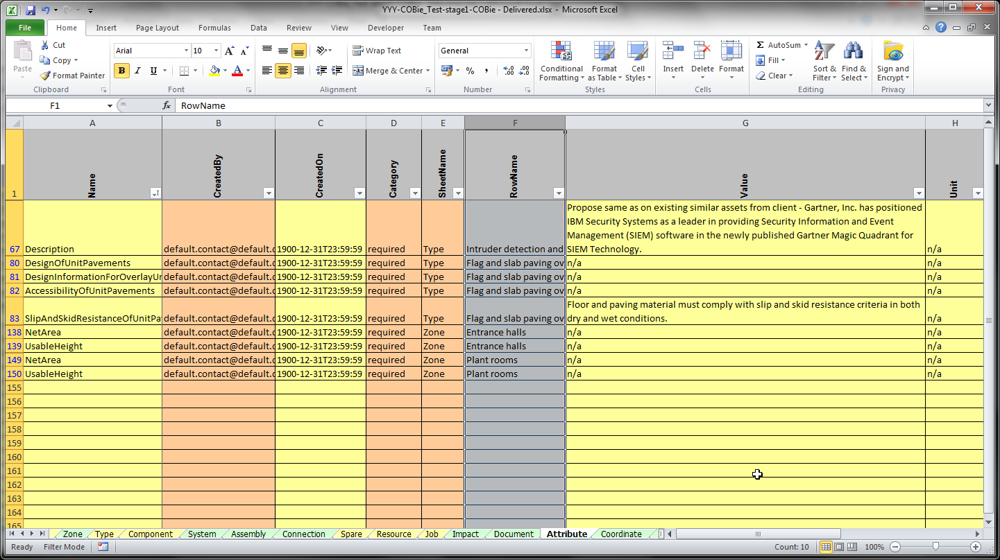 YYY-COBie_Test-stage1-COBie - Delivered.xlsx - Microsoft Excel
File Home Insert Page Layout Formulas Data Review View Developer Team
Paste
Cut
Copy
Format Painter
Clipboard
Arial 10
B I U A
Font
Wrap Text
Merge & Center
Alignment
General
% ,
Number
Conditional Formatting
Format as Table
Cell Styles
Styles
Insert Delete Format
Cells
AutoSum
Fill
Clear
Sort & Filter
Find & Select
Editing
Sign and Encrypt
Privacy
F1 fx RowName
A B C D E F G H
1 Name CreatedBy CreatedOn Category SheetName RowName Value Unit
Propose same as on existing similar assets from client - Gartner, Inc. has positioned
IBM Security Systems as a leader in providing Security Information and Event
Management (SIEM) software in the newly published Gartner Magic Quadrant for
67 Description default.contact@default.c 1900-12-31T23:59:59 required Type Intruder detection and SIEM Technology. n/a
80 DesignOfUnitPavements default.contact@default.c 1900-12-31T23:59:59 required Type Flag and slab paving ov n/a n/a
81 DesignInformationForOverlayUn default.contact@default.c 1900-12-31T23:59:59 required Type Flag and slab paving ov n/a n/a
82 AccessibilityOfUnitPavements default.contact@default.c 1900-12-31T23:59:59 required Type Flag and slab paving ov n/a n/a
Floor and paving material must comply with slip and skid resistance criteria in both
83 SlipAndSkidResistanceOfUnitPa default.contact@default.c 1900-12-31T23:59:59 required Type Flag and slab paving ov dry and wet conditions. n/a
138 NetArea default.contact@default.c 1900-12-31T23:59:59 required Zone Entrance halls n/a n/a
139 UsableHeight default.contact@default.c 1900-12-31T23:59:59 required Zone Entrance halls n/a n/a
149 NetArea default.contact@default.c 1900-12-31T23:59:59 required Zone Plant rooms n/a n/a
150 UsableHeight default.contact@default.c 1900-12-31T23:59:59 required Zone Plant rooms n/a n/a
155
156
157
158
159
160
161
162
163
164
165
Zone Type Component System Assembly Connection Spare Resource Job Impact Document Attribute Coordinate
Ready Filter Mode Count: 10 100%